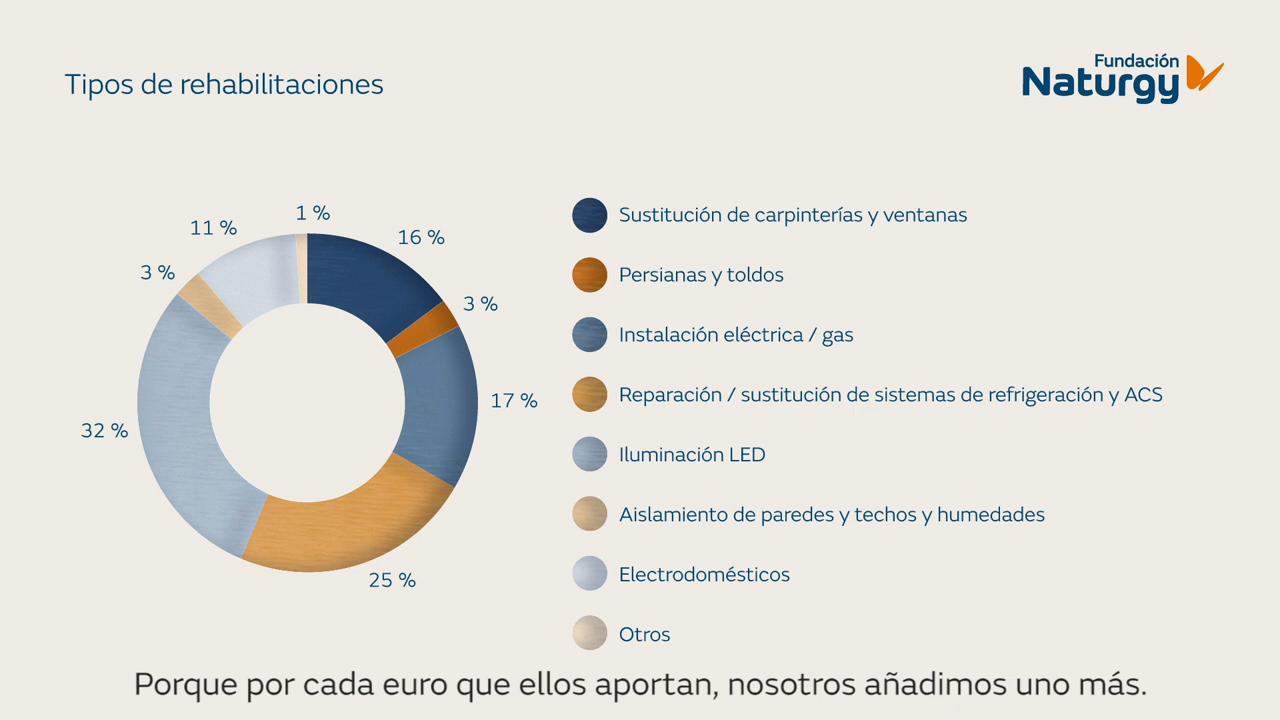 Tipos de rehabilitaciones
Fundación
Naturgy
1 %
11 %
16 %
3 %
3 %
17 %
32 %
25 %
Sustitución de carpinterías y ventanas
Persianas y toldos
Instalación eléctrica / gas
Reparación / sustitución de sistemas de refrigeración y ACS
Iluminación LED
Aislamiento de paredes y techos y humedades
Electrodomésticos
Otros
Porque por cada euro que ellos aportan, nosotros añadimos uno más.